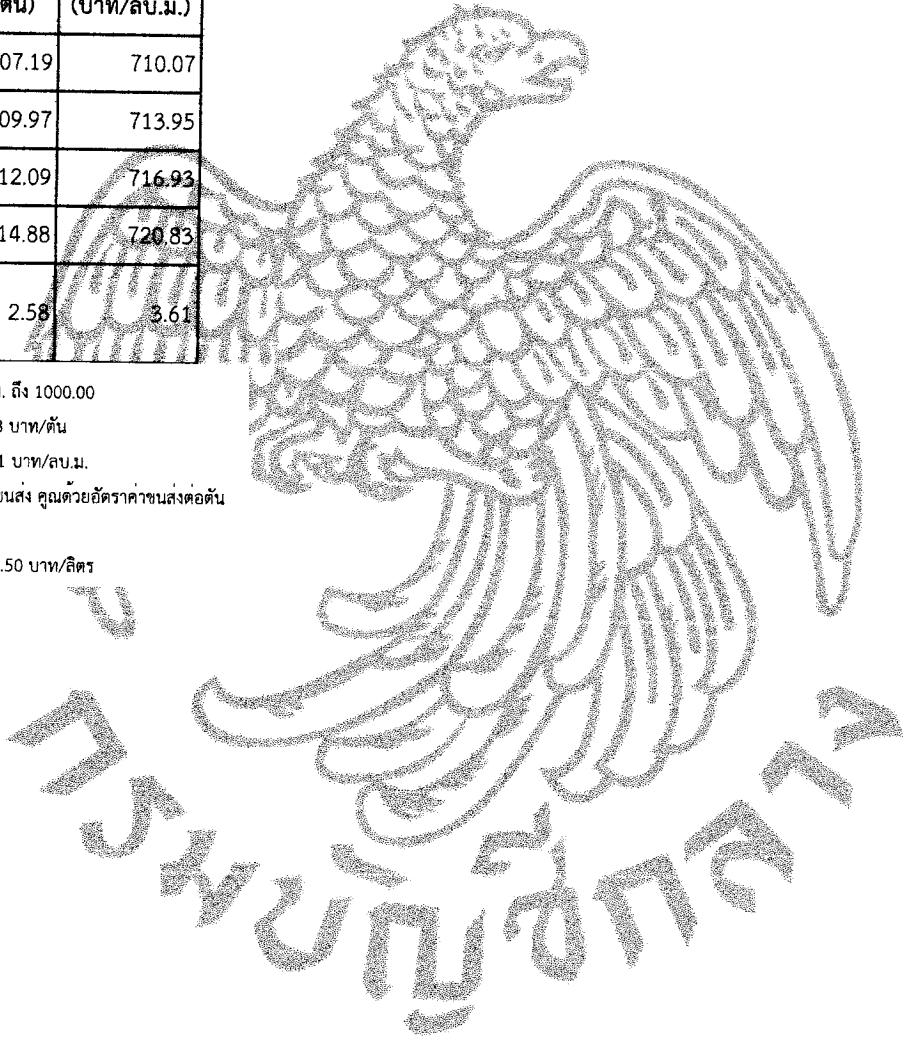 ตัน) (บาท/ลบ.ม.)
07.19 710.07
09.97 713.95
12.09 716.93
14.88 720.83
2.58 3.61
ถึง 1000.00
บาท/ตัน
บาท/ลบ.ม.
ขนส่ง คูณด้วยอัตราค่าขนส่งต่อตัน
.50 บาท/ลิตร
กรมบัญชีกลาง